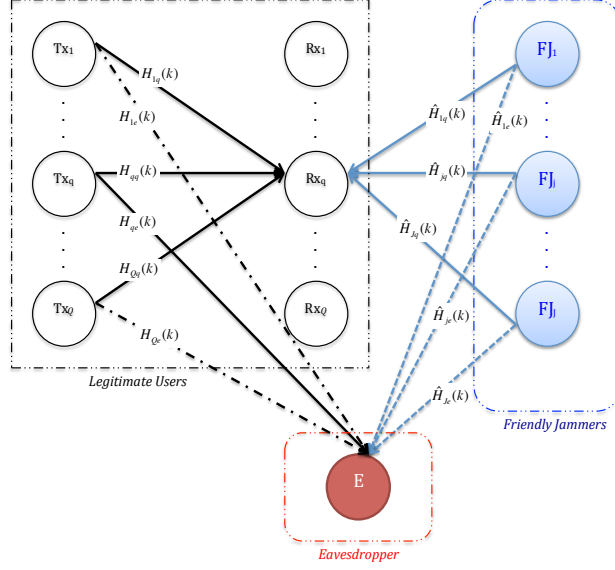 Tx₁ Rx₁ FJ₁
H₁q(k)
Ĥ₁q(k)
H₁e(k)
Ĥ₁e(k)
Txq Hqq(k) Rxq Ĥjq(k) FJj
Hqe(k)
ĤJq(k)
HQq(k)
TxQ RxQ FJJ
HQe(k)
Ĥje(k)
ĤJe(k)
Legitimate Users
Friendly Jammers
E
Eavesdropper